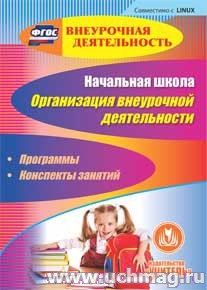 Совместимо с LINUX
ФГОС
ВНЕУРОЧНАЯ
ДЕЯТЕЛЬНОСТЬ
Начальная школа
Организация внеурочной
деятельности
• Программы
• Конспекты занятий
ИЗДАТЕЛЬСТВО
«УЧИТЕЛЬ»
www.uchmag.ru